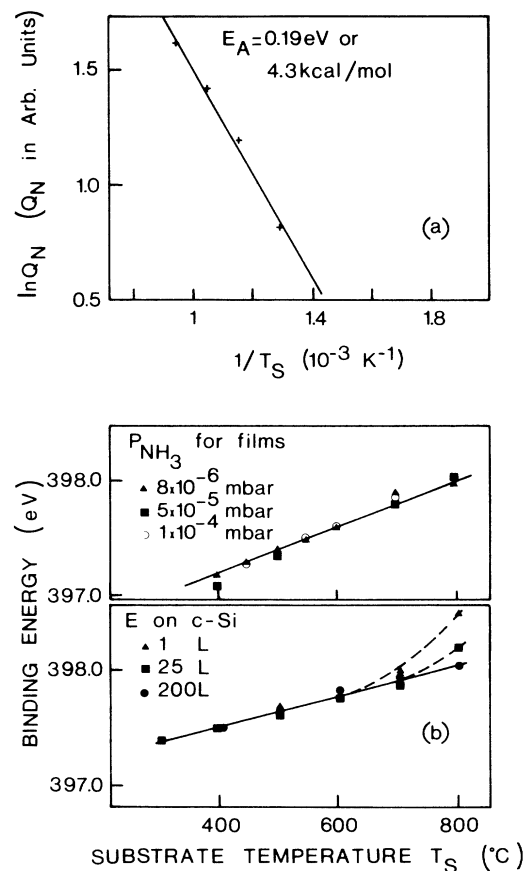 E_A=0.19eV or
4.3kcal/mol
lnQ_N (Q_N in Arb. Units)
1.5
1.0
0.5
(a)
1 1.4 1.8
1/T_S (10⁻³ K⁻¹)
P_NH₃ for films
▲ 8x10⁻⁶ mbar
■ 5x10⁻⁵ mbar
○ 1x10⁻⁴ mbar
398.0
397.0
BINDING ENERGY (eV)
E on c-Si
▲ 1 L
■ 25 L
● 200L
398.0
397.0
(b)
400 600 800
SUBSTRATE TEMPERATURE T_S (°C)